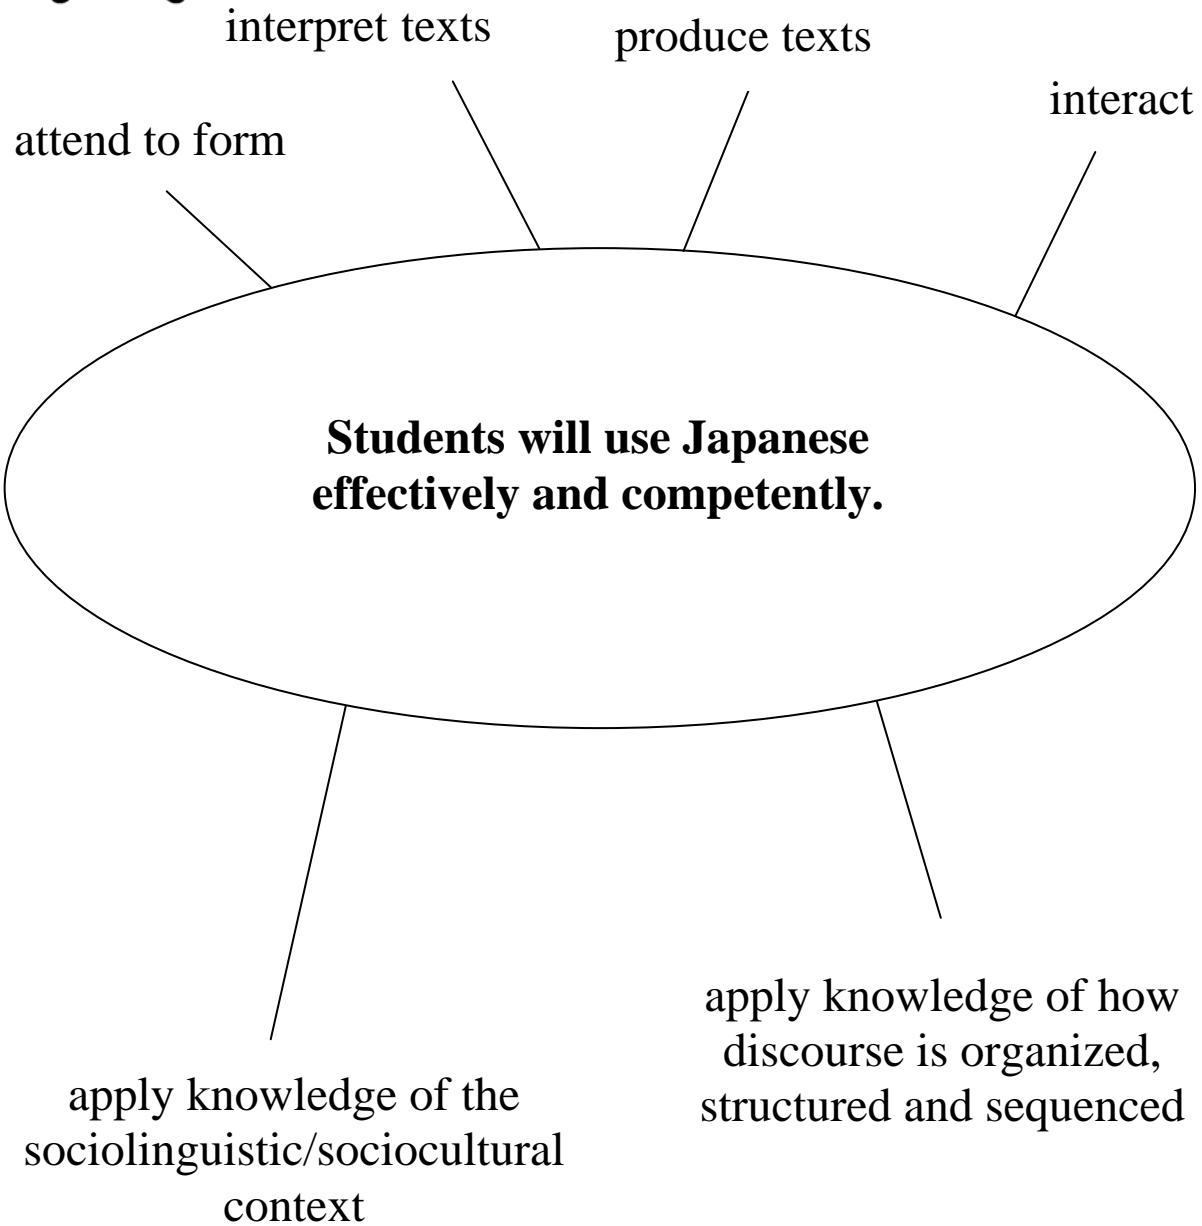 interpret texts
produce texts
interact
attend to form
Students will use Japanese
effectively and competently.
apply knowledge of how
discourse is organized,
structured and sequenced
apply knowledge of the
sociolinguistic/sociocultural
context